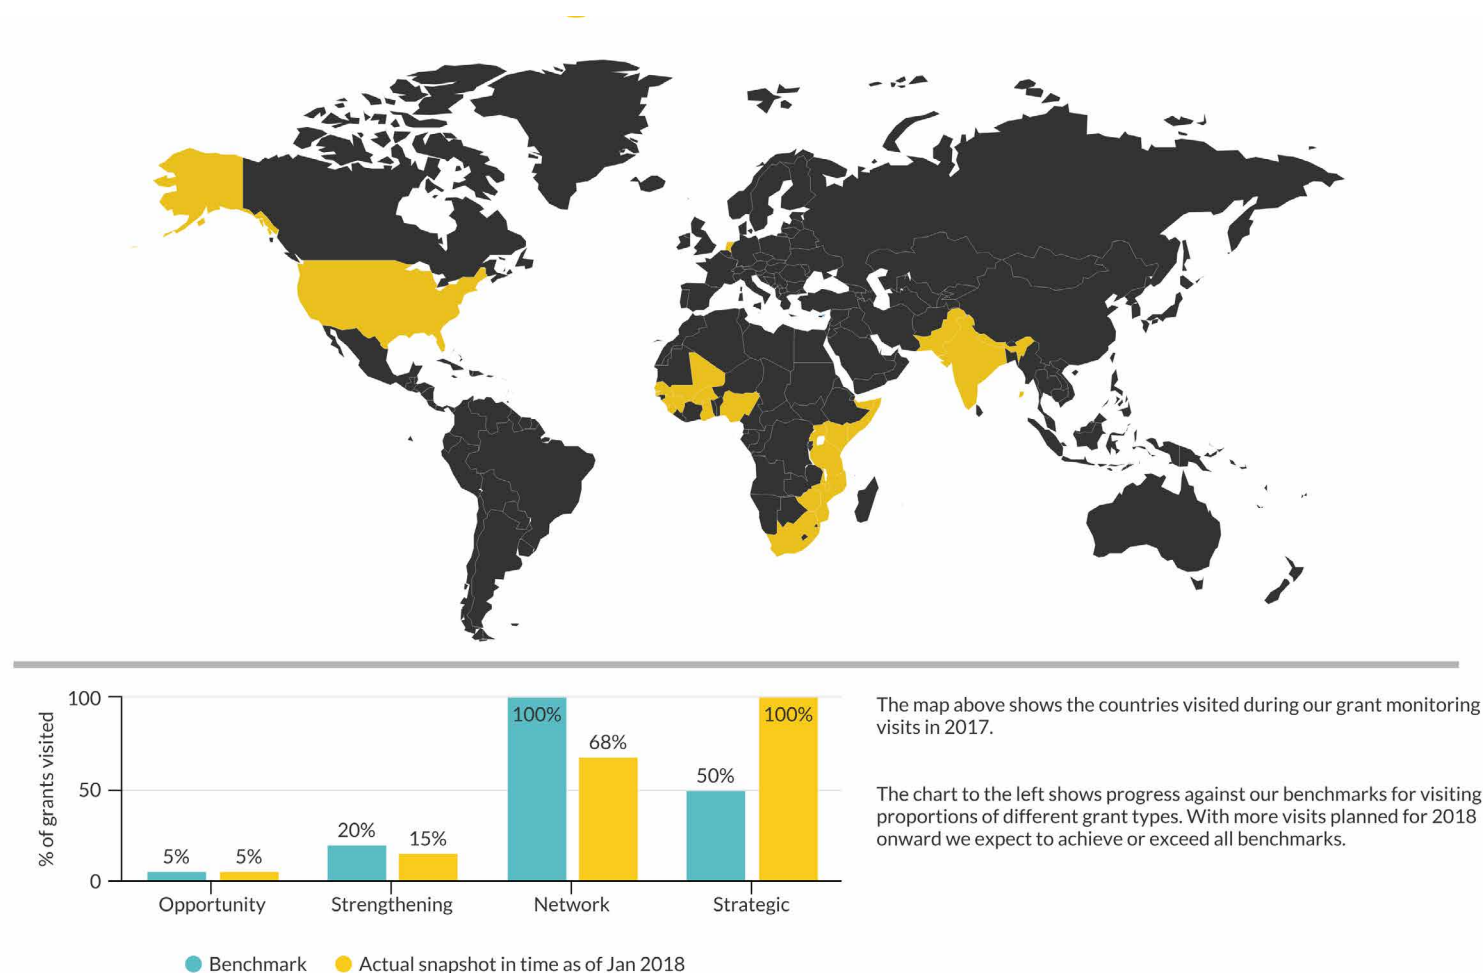 100
50
0
% of grants visited
5%
5%
20%
15%
100%
68%
50%
100%
Opportunity
Strengthening
Network
Strategic
Benchmark
Actual snapshot in time as of Jan 2018
The map above shows the countries visited during our grant monitoring
visits in 2017.
The chart to the left shows progress against our benchmarks for visiting
proportions of different grant types. With more visits planned for 2018
onward we expect to achieve or exceed all benchmarks.